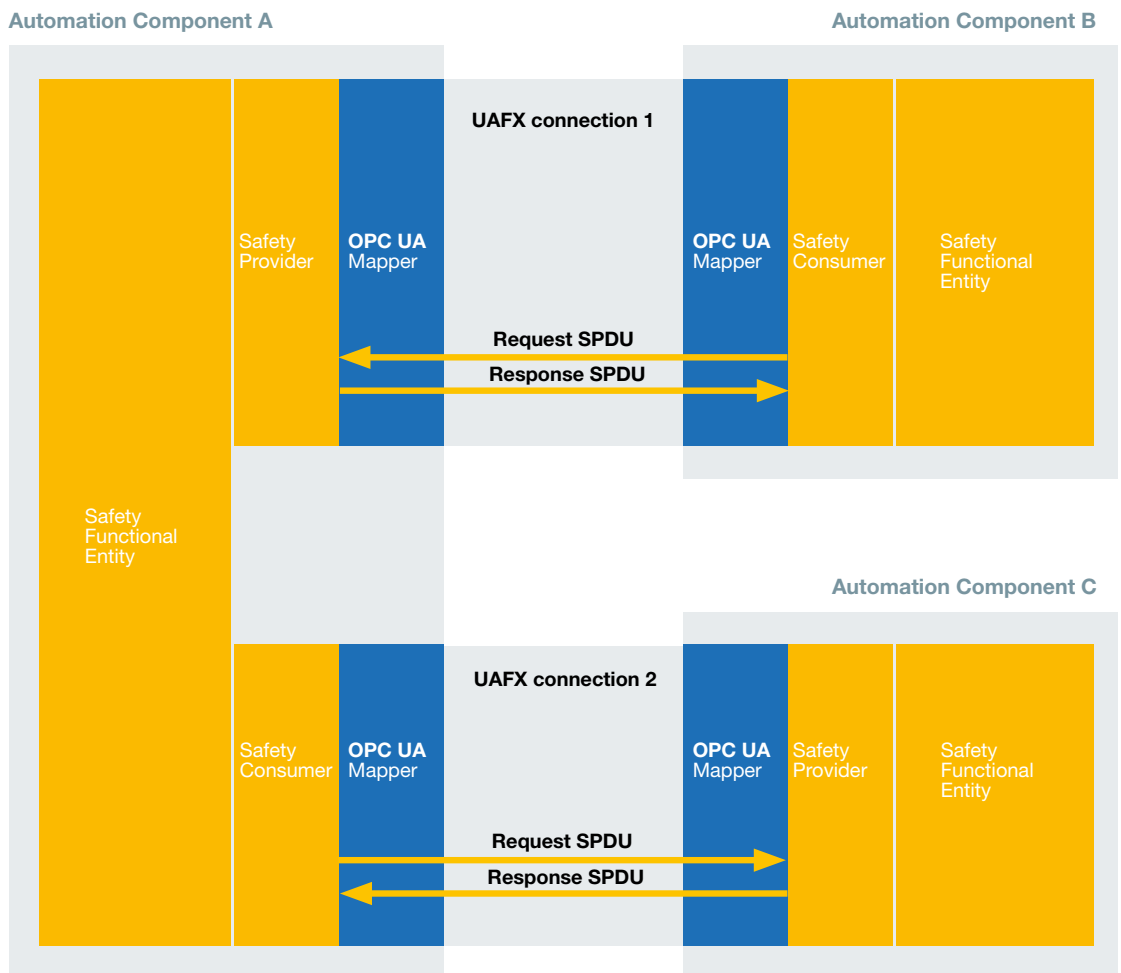 Automation Component A
Automation Component B
UAFX connection 1
Safety
Provider
OPC UA
Mapper
OPC UA
Mapper
Safety
Consumer
Safety
Functional
Entity
Request SPDU
Response SPDU
Safety
Functional
Entity
Automation Component C
UAFX connection 2
Safety
Consumer
OPC UA
Mapper
OPC UA
Mapper
Safety
Provider
Safety
Functional
Entity
Request SPDU
Response SPDU